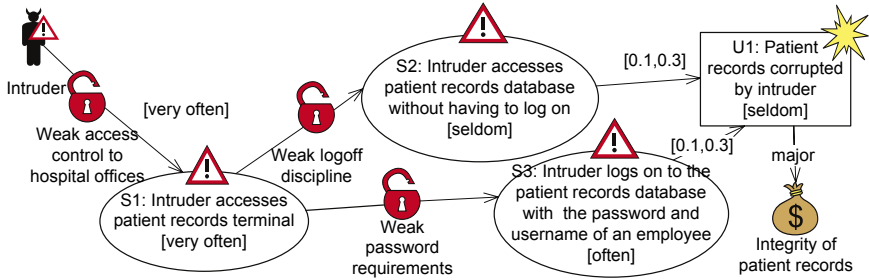 Intruder
[very often]
Weak access
control to
hospital offices
S1: Intruder accesses
patient records terminal
[very often]
Weak logoff
discipline
S2: Intruder accesses
patient records database
without having to log on
[seldom]
[0.1,0.3]
Weak
password
requirements
S3: Intruder logs on to the
patient records database
with the password and
username of an employee
[often]
[0.1,0.3]
U1: Patient
records corrupted
by intruder
[seldom]
major
$
Integrity of
patient records